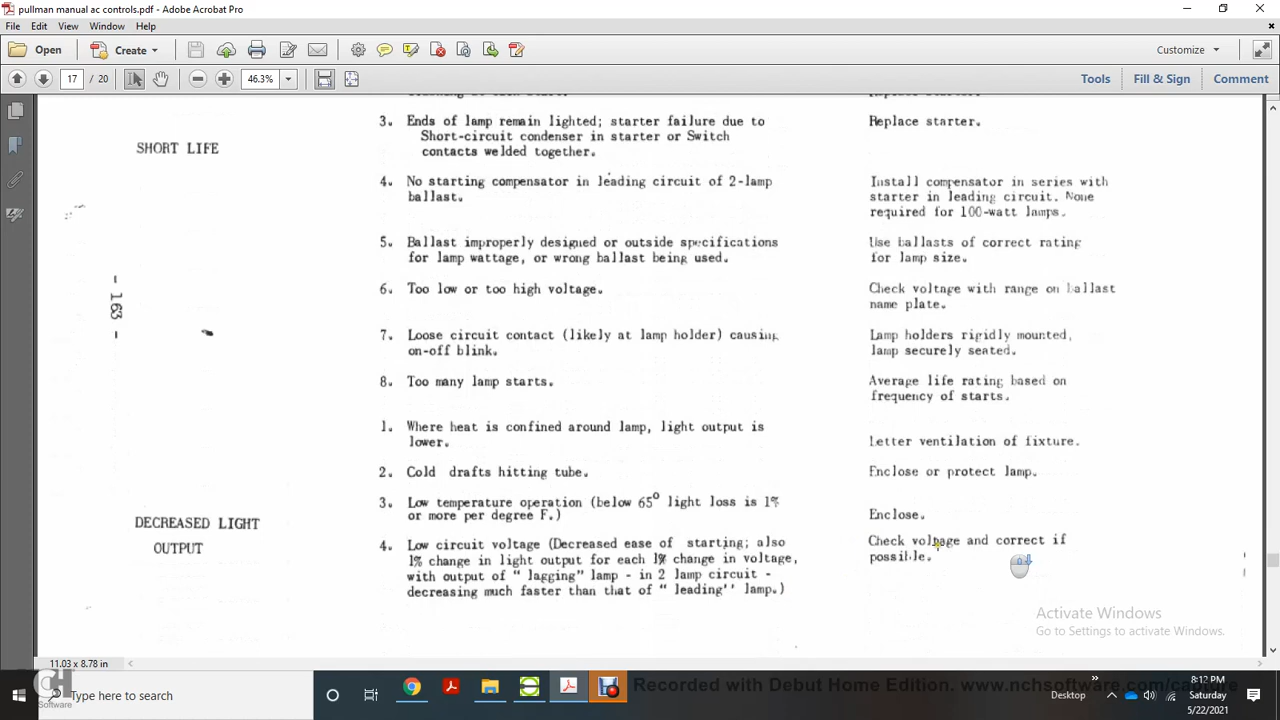 pullman manual ac controls.pdf - Adobe Acrobat Pro
File Edit View Window Help
Open Create Customize
17 / 20 46.3% Tools Fill & Sign Comment
3. Ends of lamp remain lighted; starter failure due to Replace starter.
Short-circuit condenser in starter or Switch
SHORT LIFE
contacts welded together.
4. No starting compensator in leading circuit of 2-lamp Install compensator in series with
ballast. starter in leading circuit. None
required for 100-watt lamps.
5. Ballast improperly designed or outside specifications Use ballasts of correct rating
for lamp wattage, or wrong ballast being used. for lamp size.
- 163 -
6. Too low or too high voltage. Check voltage with range on ballast
name plate.
7. Loose circuit contact (likely at lamp holder) causing Lamp holders rigidly mounted,
on-off blink. lamp securely seated.
8. Too many lamp starts. Average life rating based on
frequency of starts.
1. Where heat is confined around lamp, light output is
lower. Letter ventilation of fixture.
2. Cold drafts hitting tube. Enclose or protect lamp.
3. Low temperature operation (below 65° light loss is 1%
or more per degree F.) Enclose.
DECREASED LIGHT
OUTPUT
4. Low circuit voltage (Decreased ease of starting; also Check voltage and correct if
1% change in light output for each 1% change in voltage, possible.
with output of "lagging" lamp - in 2 lamp circuit -
decreasing much faster than that of "leading'' lamp.)
Activate Windows
Go to Settings to activate Windows.
11.03 x 8.78 in
CH
Software
Type here to search
Recorded with Debut Home Edition. www.nchsoftware.com/capture
Desktop
8:12 PM
Saturday
5/22/2021